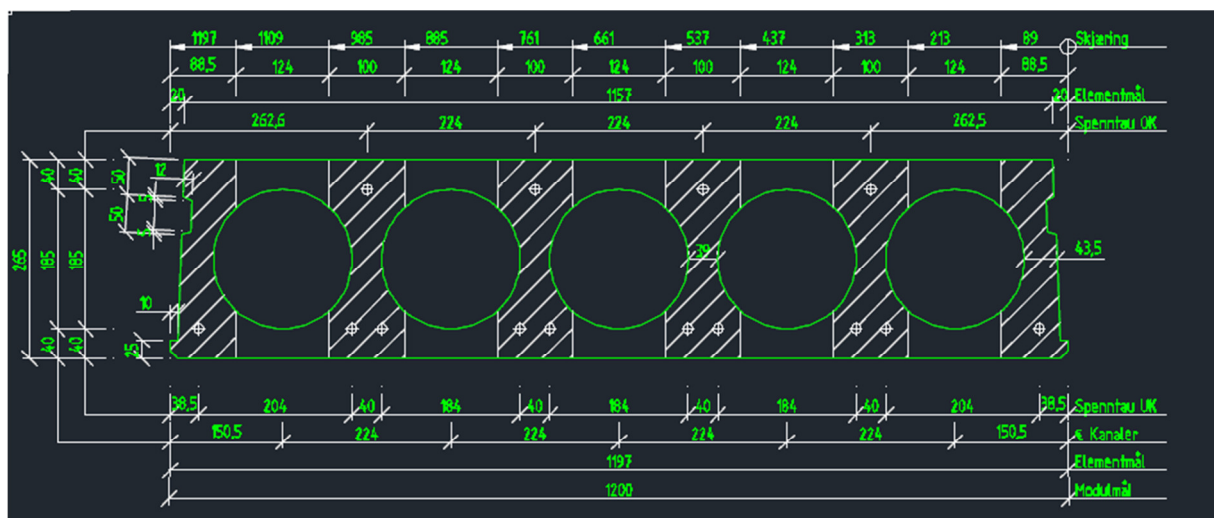 1197 1109 985 885 761 661 537 437 313 213 89 Skjæring
88,5 124 100 124 100 124 100 124 100 124 88,5
20 1157 20 Elementmål
262,6 224 224 224 262,5 Spenntau OK
12
40 40 50
5
50
265 185 185
5
39 43,5
10
40 40 15
38,5 204 40 184 40 184 40 184 40 204 38,5 Spenntau UK
150,5 224 224 224 224 150,5 ℄ Kanaler
1197 Elementmål
1200 Modulmål